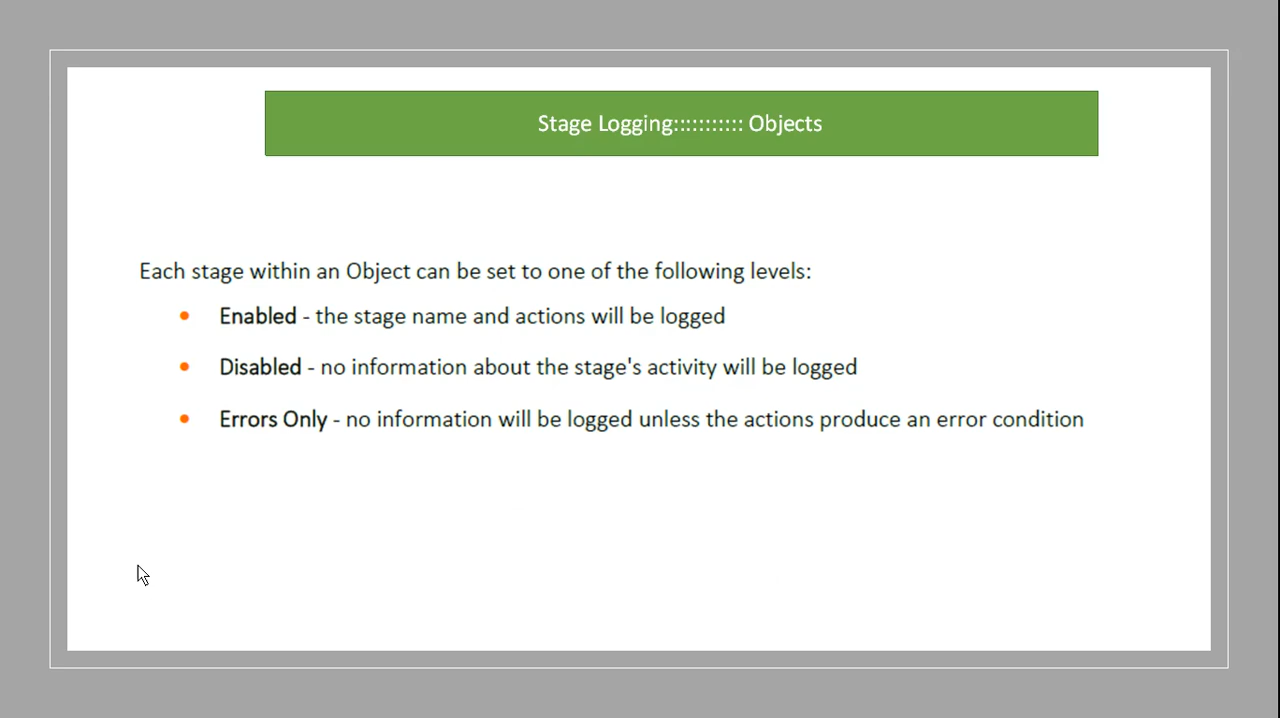 Stage Logging::::::::::: Objects
Each stage within an Object can be set to one of the following levels:
• Enabled - the stage name and actions will be logged
• Disabled - no information about the stage's activity will be logged
• Errors Only - no information will be logged unless the actions produce an error condition